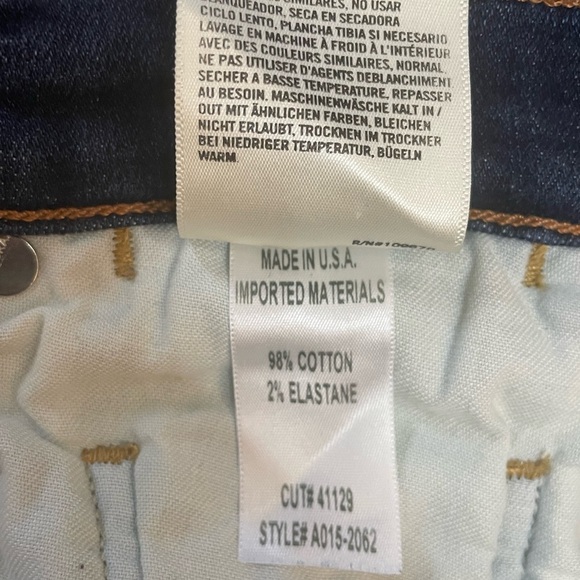 SIMILARES, NO USAR
BLANQUEADOR, SECA EN SECADORA
CICLO LENTO, PLANCHA TIBIA SI NECESARIO
LAVAGE EN MACHINE À FROID À L'INTÉRIEUR
AVEC DES COULEURS SIMILAIRES, NORMAL,
NE PAS UTILISER D'AGENTS DEBLANCHIMENT
SECHER A BASSE TEMPERATURE, REPASSER
AU BESOIN. MASCHINENWÄSCHE KALT IN/
OUT MIT ÄHNLICHEN FARBEN, BLEICHEN
NICHT ERLAUBT, TROCKNEN IM TROCKNER
BEI NIEDRIGER TEMPERATUR, BÜGELN
WARM.
MADE IN U.S.A.
IMPORTED MATERIALS
98% COTTON
2% ELASTANE
CUT# 41129
STYLE# A015-2062